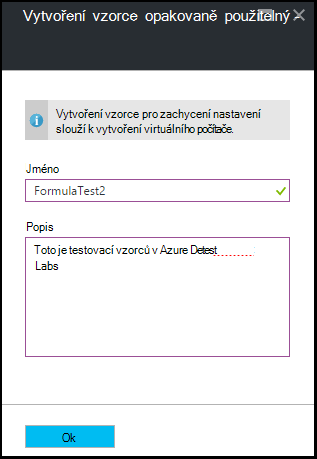 Vytvoření vzorce opakovaně použitelný -
Vytvoření vzorce pro zachycení nastavení
slouží k vytvoření virtuálního počítače.
Jméno
FormulaTest2
Popis
Toto je testovací vzorců v Azure Detest
Labs
Ok